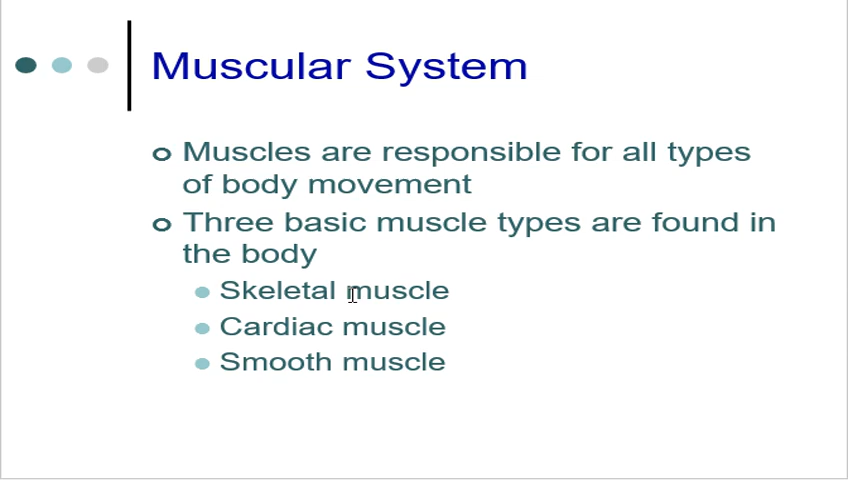 Muscular System
Muscles are responsible for all types
of body movement
Three basic muscle types are found in
the body
Skeletal muscle
Cardiac muscle
Smooth muscle